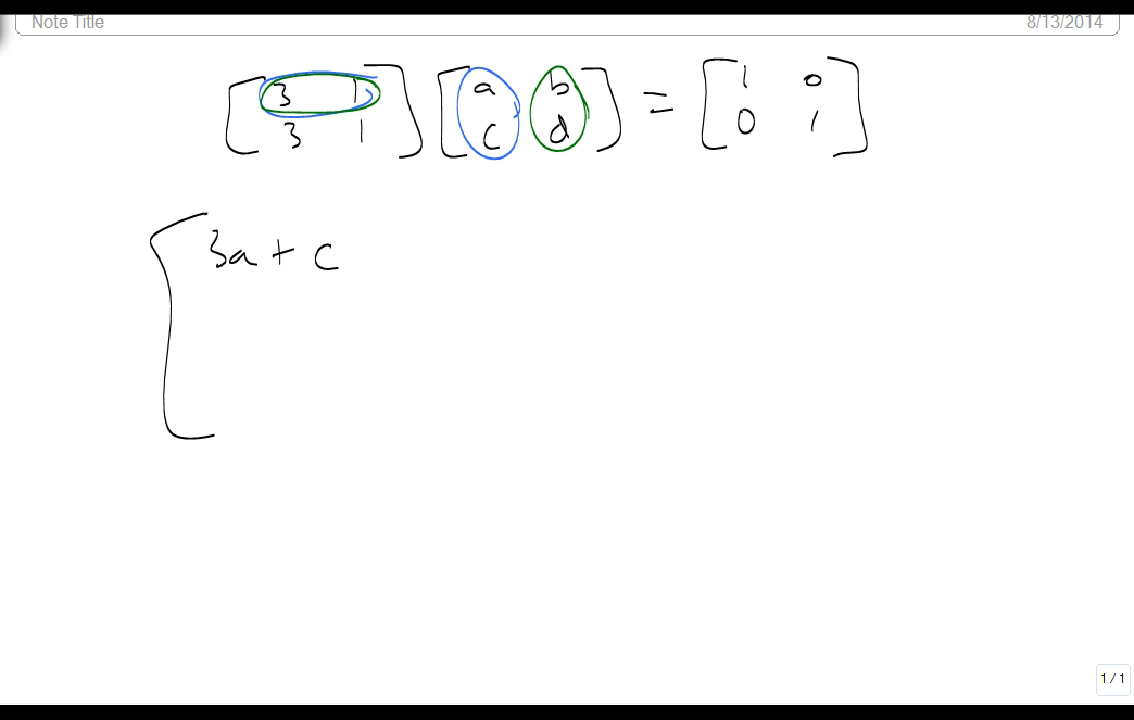 Note Title 8/13/2014
[3 1] [a b] = [1 0]
[3 1] [c d] [0 1]
[3a + c
1/1